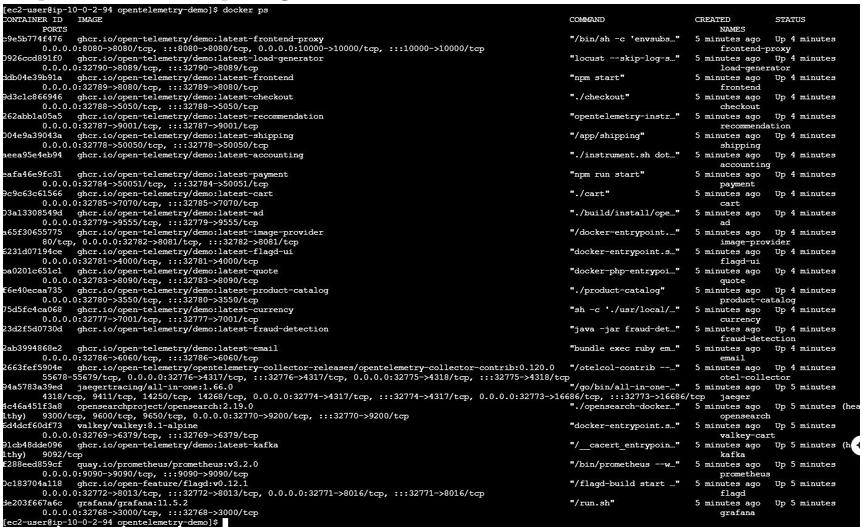 [ec2-user@ip-10-0-2-94 opentelemetry-demo]$ docker ps
CONTAINER ID IMAGE COMMAND CREATED STATUS
PORTS NAMES
c9e5b774f476 ghcr.io/open-telemetry/demo:latest-frontend-proxy "/bin/sh -c 'envsubs…" 5 minutes ago Up 4 minutes
0.0.0.0:8080->8080/tcp, :::8080->8080/tcp, 0.0.0.0:10000->10000/tcp, :::10000->10000/tcp frontend-proxy
0926ccd891f0 ghcr.io/open-telemetry/demo:latest-load-generator "locust --skip-log-s…" 5 minutes ago Up 4 minutes
0.0.0.0:32790->8089/tcp, :::32790->8089/tcp load-generator
ddb04e39b91a ghcr.io/open-telemetry/demo:latest-frontend "npm start" 5 minutes ago Up 4 minutes
0.0.0.0:32789->8080/tcp, :::32789->8080/tcp frontend
9d3c1c866946 ghcr.io/open-telemetry/demo:latest-checkout "./checkout" 5 minutes ago Up 4 minutes
0.0.0.0:32788->5050/tcp, :::32788->5050/tcp checkout
262abb1a05a5 ghcr.io/open-telemetry/demo:latest-recommendation "opentelemetry-instr…" 5 minutes ago Up 4 minutes
0.0.0.0:32787->9001/tcp, :::32787->9001/tcp recommendation
004e9a39043a ghcr.io/open-telemetry/demo:latest-shipping "/app/shipping" 5 minutes ago Up 4 minutes
0.0.0.0:32778->50050/tcp, :::32778->50050/tcp shipping
aeea95e4eb94 ghcr.io/open-telemetry/demo:latest-accounting "./instrument.sh dot…" 5 minutes ago Up 4 minutes
accounting
eafa46e9fc31 ghcr.io/open-telemetry/demo:latest-payment "npm run start" 5 minutes ago Up 4 minutes
0.0.0.0:32784->50051/tcp, :::32784->50051/tcp payment
9c9c63c61566 ghcr.io/open-telemetry/demo:latest-cart "./cart" 5 minutes ago Up 4 minutes
0.0.0.0:32785->7070/tcp, :::32785->7070/tcp cart
03a13308549d ghcr.io/open-telemetry/demo:latest-ad "./build/install/ope…" 5 minutes ago Up 4 minutes
0.0.0.0:32779->9555/tcp, :::32779->9555/tcp ad
a65f30655775 ghcr.io/open-telemetry/demo:latest-image-provider "/docker-entrypoint.…" 5 minutes ago Up 4 minutes
80/tcp, 0.0.0.0:32782->8081/tcp, :::32782->8081/tcp image-provider
6231d07194ce ghcr.io/open-telemetry/demo:latest-flagd-ui "docker-entrypoint.s…" 5 minutes ago Up 4 minutes
0.0.0.0:32781->4000/tcp, :::32781->4000/tcp flagd-ui
ba0201c651c1 ghcr.io/open-telemetry/demo:latest-quote "docker-php-entrypoi…" 5 minutes ago Up 4 minutes
0.0.0.0:32783->8090/tcp, :::32783->8090/tcp quote
f6e40ecaa735 ghcr.io/open-telemetry/demo:latest-product-catalog "./product-catalog" 5 minutes ago Up 4 minutes
0.0.0.0:32780->3550/tcp, :::32780->3550/tcp product-catalog
75d5fc4ca068 ghcr.io/open-telemetry/demo:latest-currency "sh -c './usr/local/…" 5 minutes ago Up 4 minutes
0.0.0.0:32777->7001/tcp, :::32777->7001/tcp currency
23d2f5d0730d ghcr.io/open-telemetry/demo:latest-fraud-detection "java -jar fraud-det…" 5 minutes ago Up 4 minutes
fraud-detection
2ab3994868e2 ghcr.io/open-telemetry/demo:latest-email "bundle exec ruby em…" 5 minutes ago Up 4 minutes
0.0.0.0:32786->6060/tcp, :::32786->6060/tcp email
2663fef5904e ghcr.io/open-telemetry/opentelemetry-collector-releases/opentelemetry-collector-contrib:0.120.0 "/otelcol-contrib --…" 5 minutes ago Up 4 minutes
55678-55679/tcp, 0.0.0.0:32776->4317/tcp, :::32776->4317/tcp, 0.0.0.0:32775->4318/tcp, :::32775->4318/tcp otel-collector
94a5783a39ed jaegertracing/all-in-one:1.66.0 "/go/bin/all-in-one-…" 5 minutes ago Up 5 minutes
4318/tcp, 9411/tcp, 14250/tcp, 14268/tcp, 0.0.0.0:32774->4317/tcp, :::32774->4317/tcp, 0.0.0.0:32773->16686/tcp, :::32773->16686/tcp jaeger
4c46a451f3a8 opensearchproject/opensearch:2.19.0 "./opensearch-docker…" 5 minutes ago Up 5 minutes (hea
lthy) 9300/tcp, 9600/tcp, 9650/tcp, 0.0.0.0:32770->9200/tcp, :::32770->9200/tcp opensearch
6d4dcf60df73 valkey/valkey:8.1-alpine "docker-entrypoint.s…" 5 minutes ago Up 5 minutes
0.0.0.0:32769->6379/tcp, :::32769->6379/tcp valkey-cart
91cb48dde096 ghcr.io/open-telemetry/demo:latest-kafka "/__cacert_entrypoin…" 5 minutes ago Up 5 minutes (h
lthy) 9092/tcp kafka
f288eed859cf quay.io/prometheus/prometheus:v3.2.0 "/bin/prometheus --w…" 5 minutes ago Up 5 minutes
0.0.0.0:9090->9090/tcp, :::9090->9090/tcp prometheus
0c183704a118 ghcr.io/open-feature/flagd:v0.12.1 "/flagd-build start …" 5 minutes ago Up 5 minutes
0.0.0.0:32772->8013/tcp, :::32772->8013/tcp, 0.0.0.0:32771->8016/tcp, :::32771->8016/tcp flagd
de203f667a6c grafana/grafana:11.5.2 "/run.sh" 5 minutes ago Up 5 minutes
0.0.0.0:32768->3000/tcp, :::32768->3000/tcp grafana
[ec2-user@ip-10-0-2-94 opentelemetry-demo]$